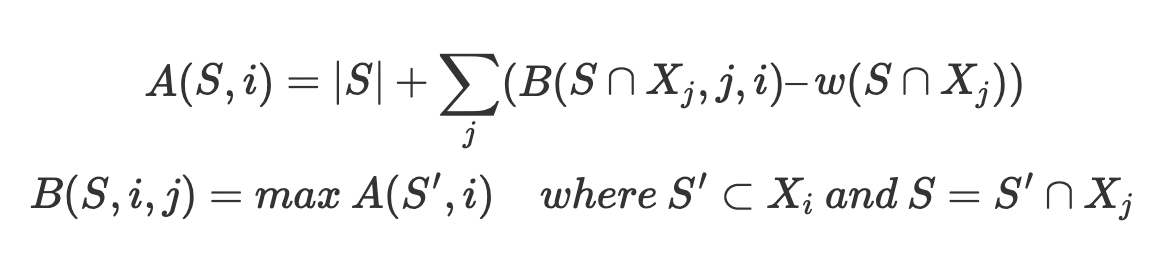 A(S, i) = |S| + ∑_j (B(S ∩ X_j, j, i)–w(S ∩ X_j))
B(S, i, j) = max A(S′, i) where S′ ⊂ X_i and S = S′ ∩ X_j